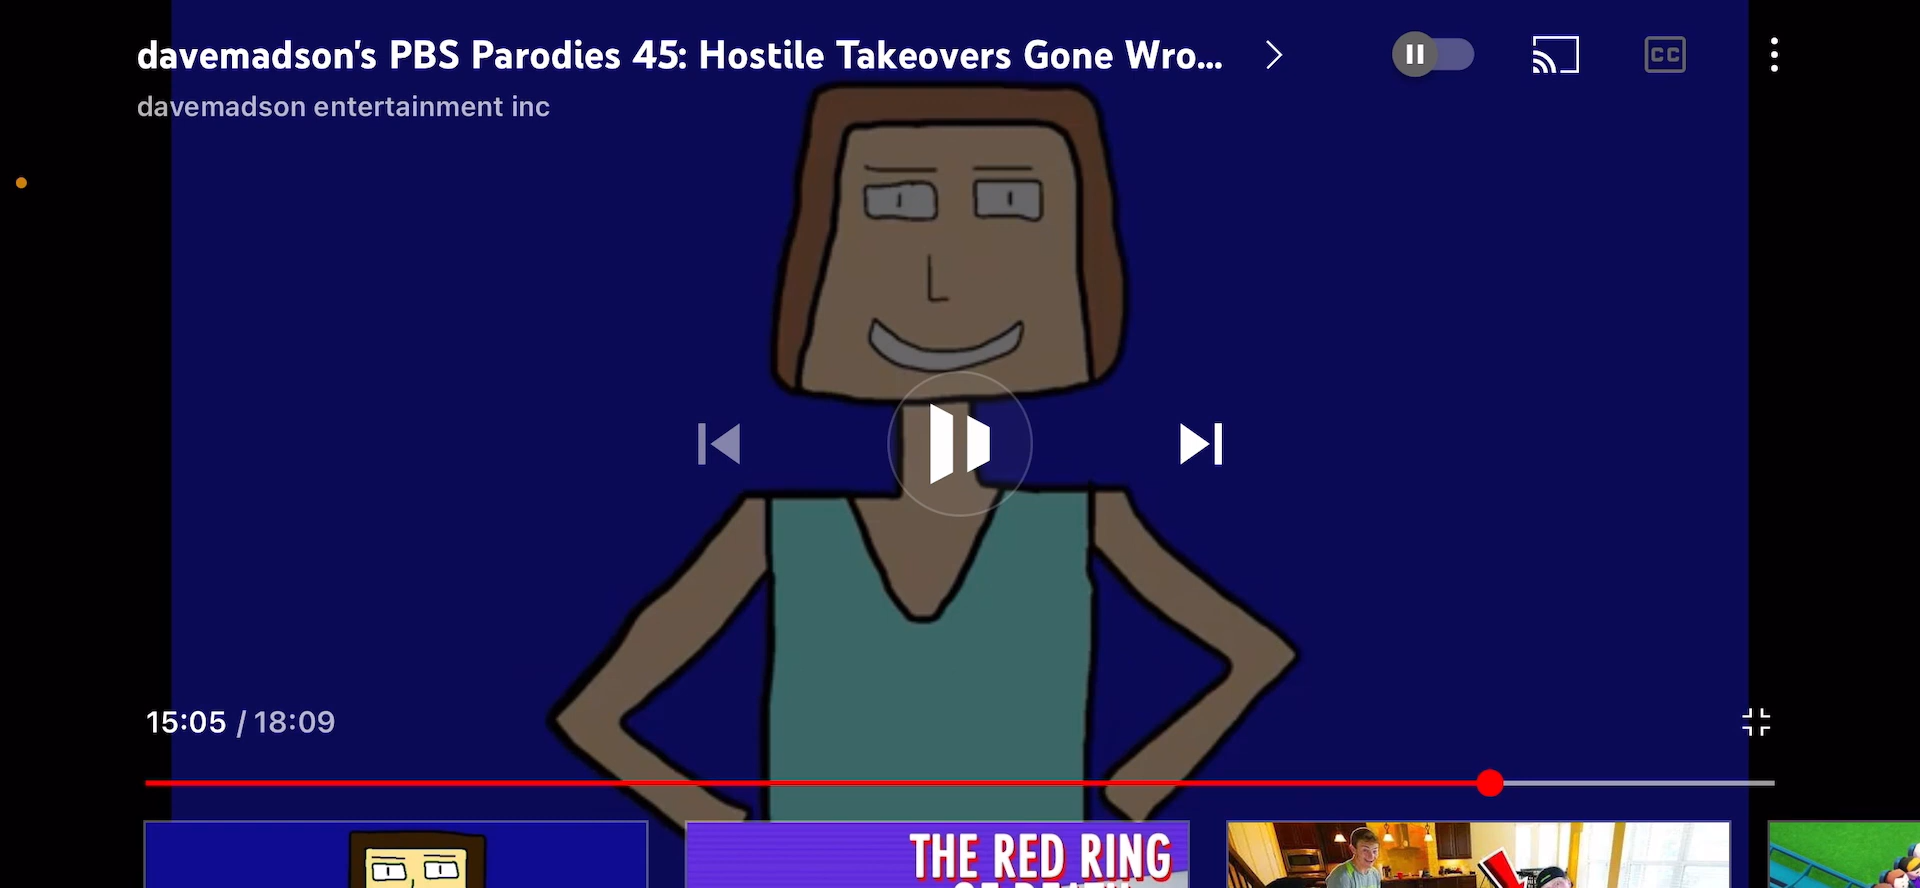 davemadson's PBS Parodies 45: Hostile Takeovers Gone Wro...
CC
davemadson entertainment inc
15:05 / 18:09
THE RED RING